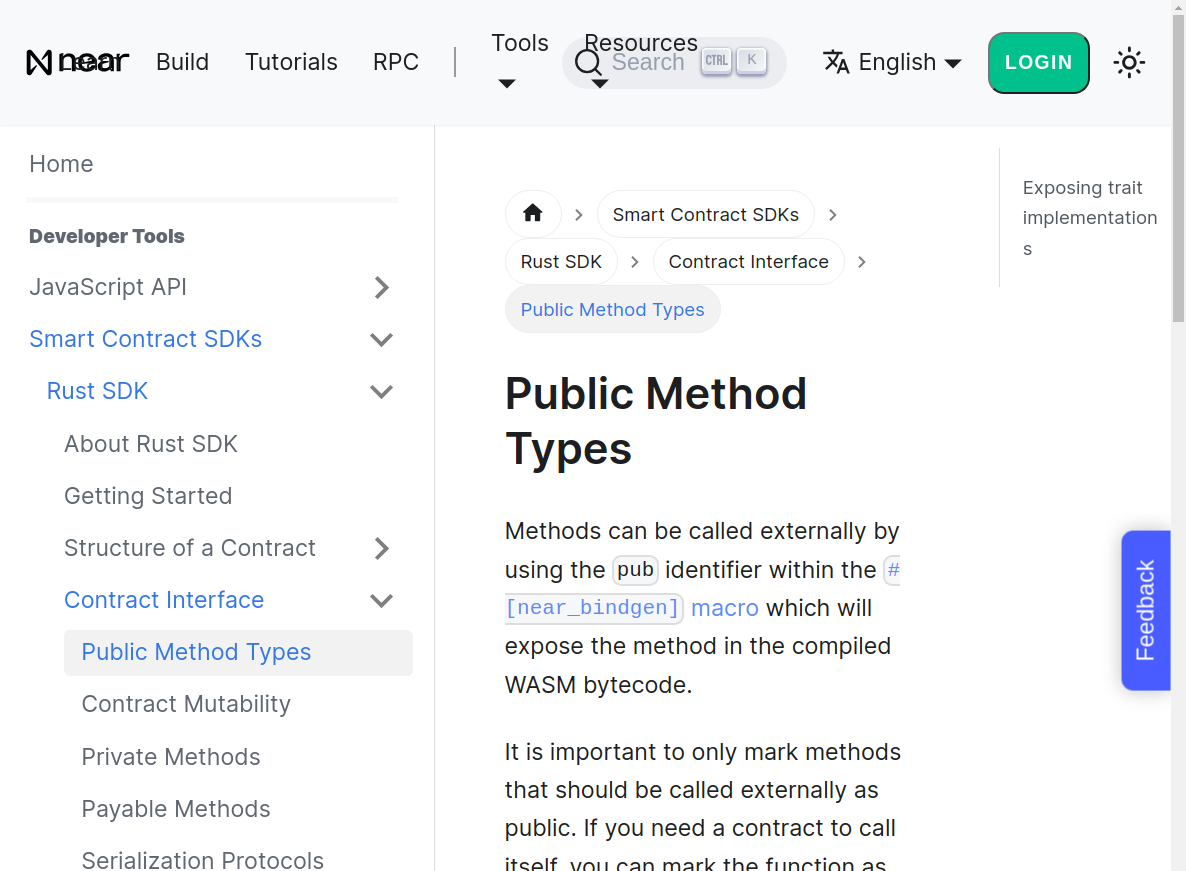 near
Learn
Build
Tutorials
RPC
Tools
Resources
Search
CTRL
K
English
LOGIN
Home
Developer Tools
JavaScript API
Smart Contract SDKs
Rust SDK
About Rust SDK
Getting Started
Structure of a Contract
Contract Interface
Public Method Types
Contract Mutability
Private Methods
Payable Methods
Serialization Protocols
Smart Contract SDKs
Rust SDK
Contract Interface
Public Method Types
Public Method
Types
Methods can be called externally by
using the pub identifier within the #
[near_bindgen] macro which will
expose the method in the compiled
WASM bytecode.
It is important to only mark methods
that should be called externally as
public. If you need a contract to call
itself, you can mark the function as
Exposing trait
implementation
s
Feedback